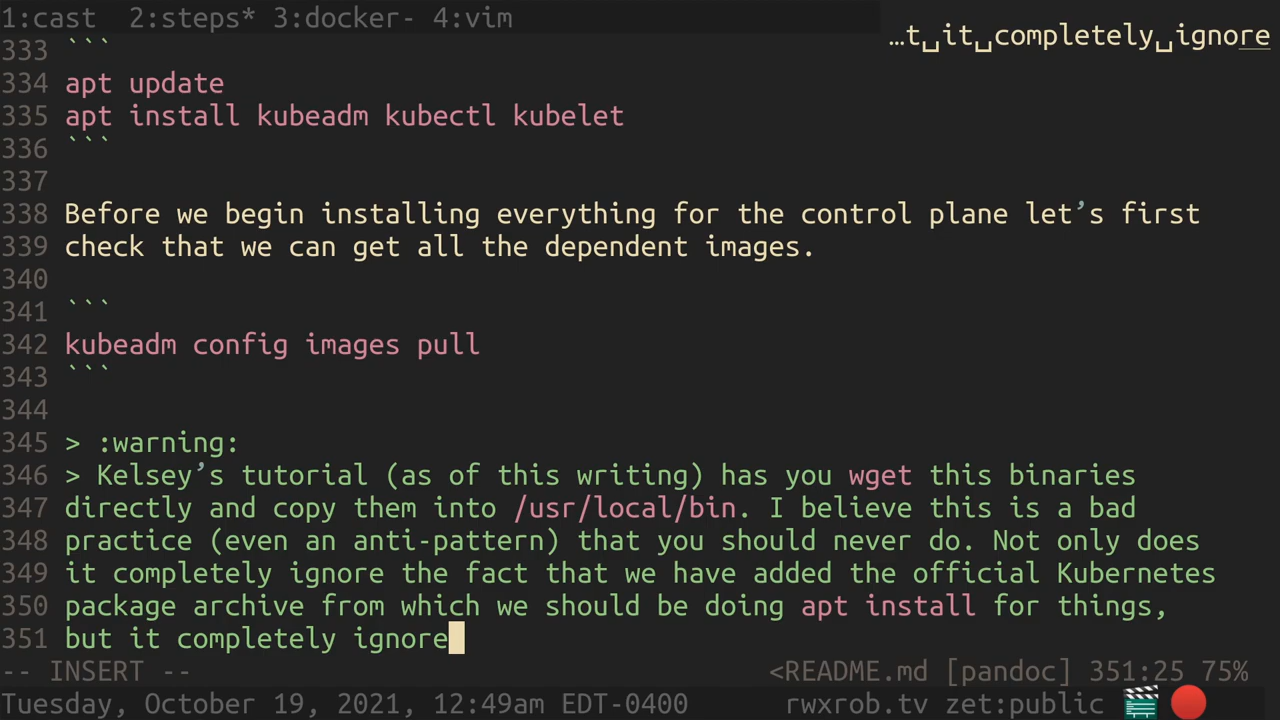 1:cast  2:steps* 3:docker- 4:vim
…t␣it␣completely␣ignore
333 ```
334 apt update
335 apt install kubeadm kubectl kubelet
336 ```
337
338 Before we begin installing everything for the control plane let’s first
339 check that we can get all the dependent images.
340
341 ```
342 kubeadm config images pull
343 ```
344
345 > :warning:
346 > Kelsey’s tutorial (as of this writing) has you wget this binaries
347 directly and copy them into /usr/local/bin. I believe this is a bad
348 practice (even an anti-pattern) that you should never do. Not only does
349 it completely ignore the fact that we have added the official Kubernetes
350 package archive from which we should be doing apt install for things,
351 but it completely ignore
-- INSERT -- <README.md [pandoc] 351:25 75%
Tuesday, October 19, 2021, 12:49am EDT-0400 rwxrob.tv zet:public